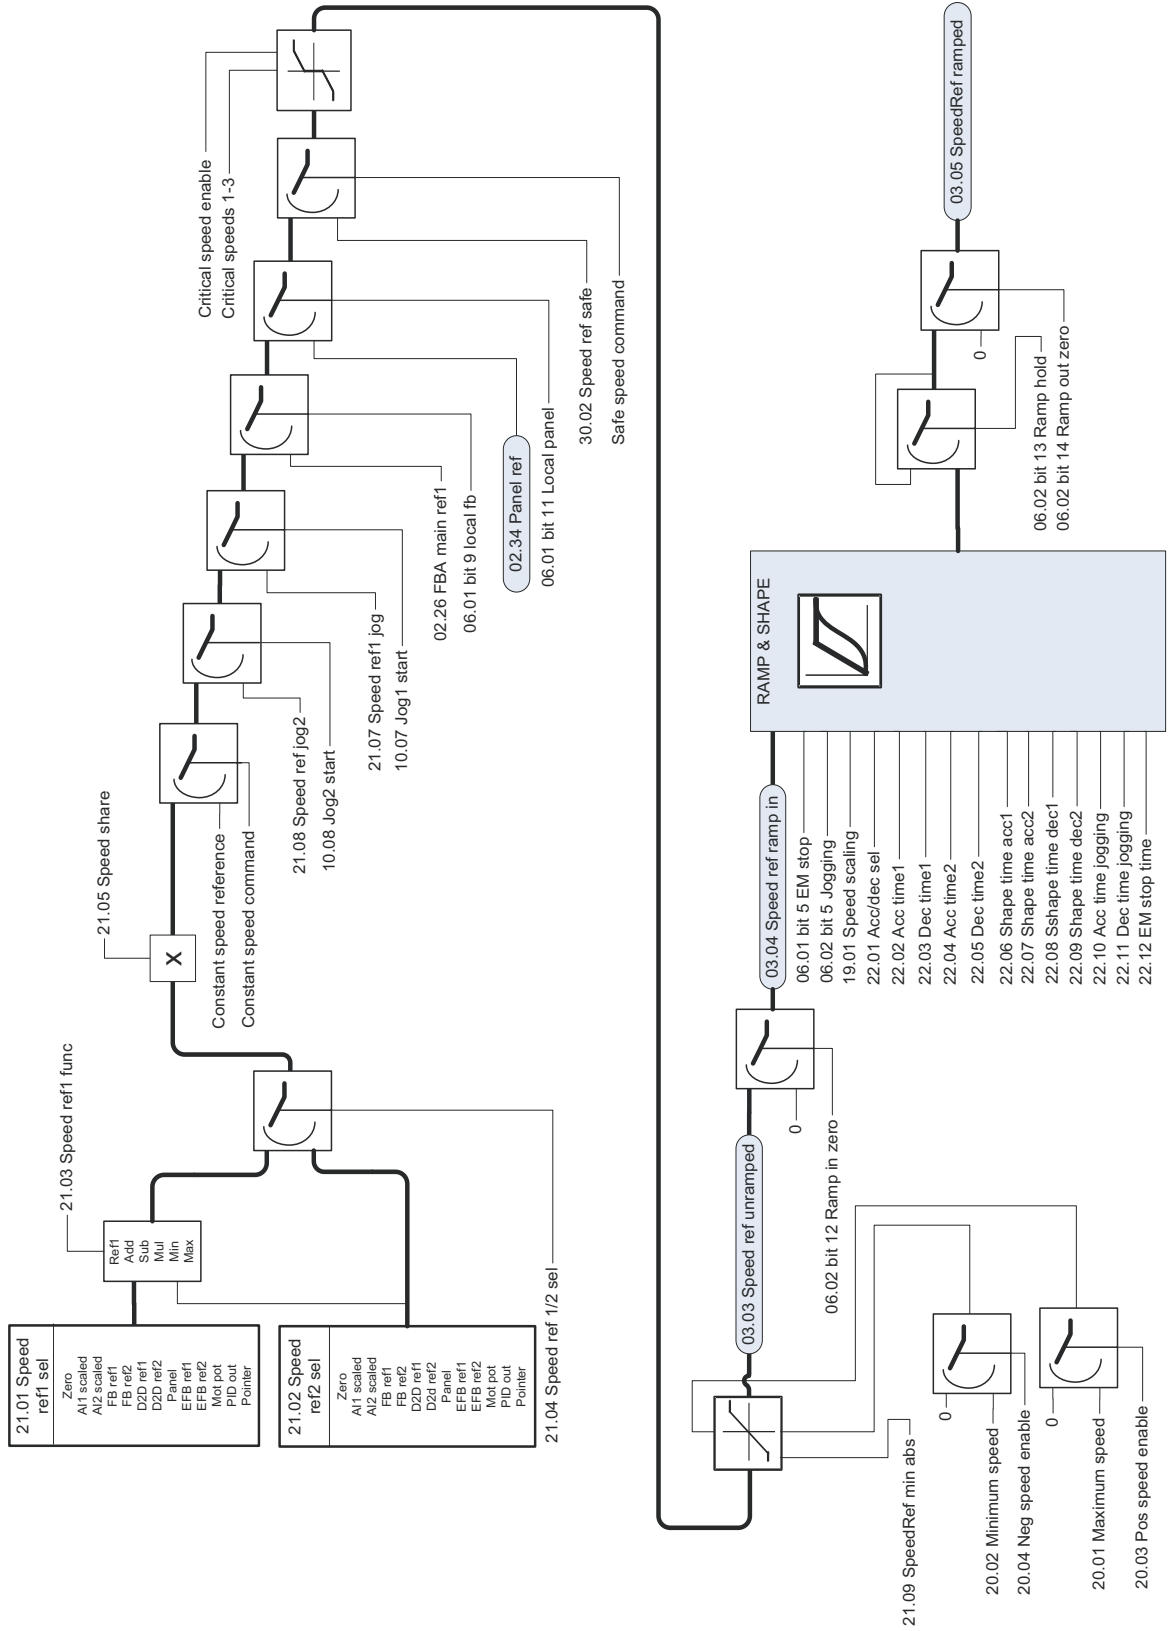 21.01 Speed
ref1 sel
Zero
AI1 scaled
AI2 scaled
FB ref1
FB ref2
D2D ref1
D2D ref2
Panel
EFB ref1
EFB ref2
Mot pot
PID out
Pointer
21.02 Speed
ref2 sel
Zero
AI1 scaled
AI2 scaled
FB ref1
FB ref2
D2D ref1
D2d ref2
Panel
EFB ref1
EFB ref2
Mot pot
PID out
Pointer
21.04 Speed ref 1/2 sel
21.03 Speed ref1 func
Ref1
Add
Sub
Mul
Min
Max
21.05 Speed share
X
Constant speed reference
Constant speed command
21.08 Speed ref jog2
10.08 Jog2 start
21.07 Speed ref1 jog
10.07 Jog1 start
02.26 FBA main ref1
06.01 bit 9 local fb
02.34 Panel ref
06.01 bit 11 Local panel
30.02 Speed ref safe
Safe speed command
Critical speed enable
Critical speeds 1-3
21.09 SpeedRef min abs
0
20.02 Minimum speed
20.04 Neg speed enable
0
20.01 Maximum speed
20.03 Pos speed enable
03.03 Speed ref unramped
0
06.02 bit 12 Ramp in zero
03.04 Speed ref ramp in
06.01 bit 5 EM stop
06.02 bit 5 Jogging
19.01 Speed scaling
22.01 Acc/dec sel
22.02 Acc time1
22.03 Dec time1
22.04 Acc time2
22.05 Dec time2
22.06 Shape time acc1
22.07 Shape time acc2
22.08 Sshape time dec1
22.09 Shape time dec2
22.10 Acc time jogging
22.11 Dec time jogging
22.12 EM stop time
RAMP & SHAPE
06.02 bit 13 Ramp hold
06.02 bit 14 Ramp out zero
0
03.05 SpeedRef ramped